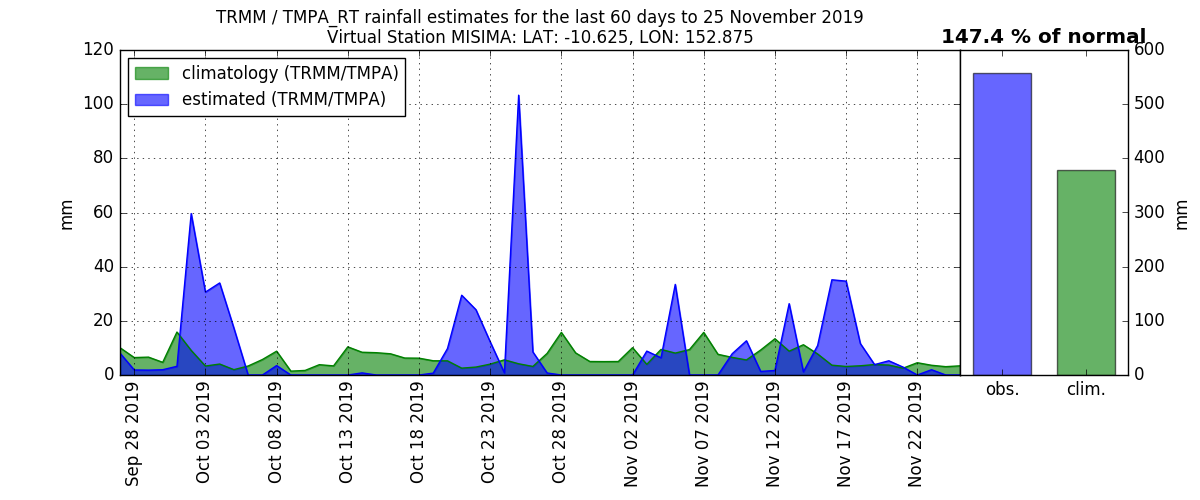 TRMM / TMPA_RT rainfall estimates for the last 60 days to 25 November 2019
Virtual Station MISIMA: LAT: -10.625, LON: 152.875
147.4 % of normal
climatology (TRMM/TMPA)
estimated (TRMM/TMPA)
120
100
80
60
40
20
0
mm
600
500
400
300
200
100
0
mm
Sep 28 2019
Oct 03 2019
Oct 08 2019
Oct 13 2019
Oct 18 2019
Oct 23 2019
Oct 28 2019
Nov 02 2019
Nov 07 2019
Nov 12 2019
Nov 17 2019
Nov 22 2019
obs.
clim.